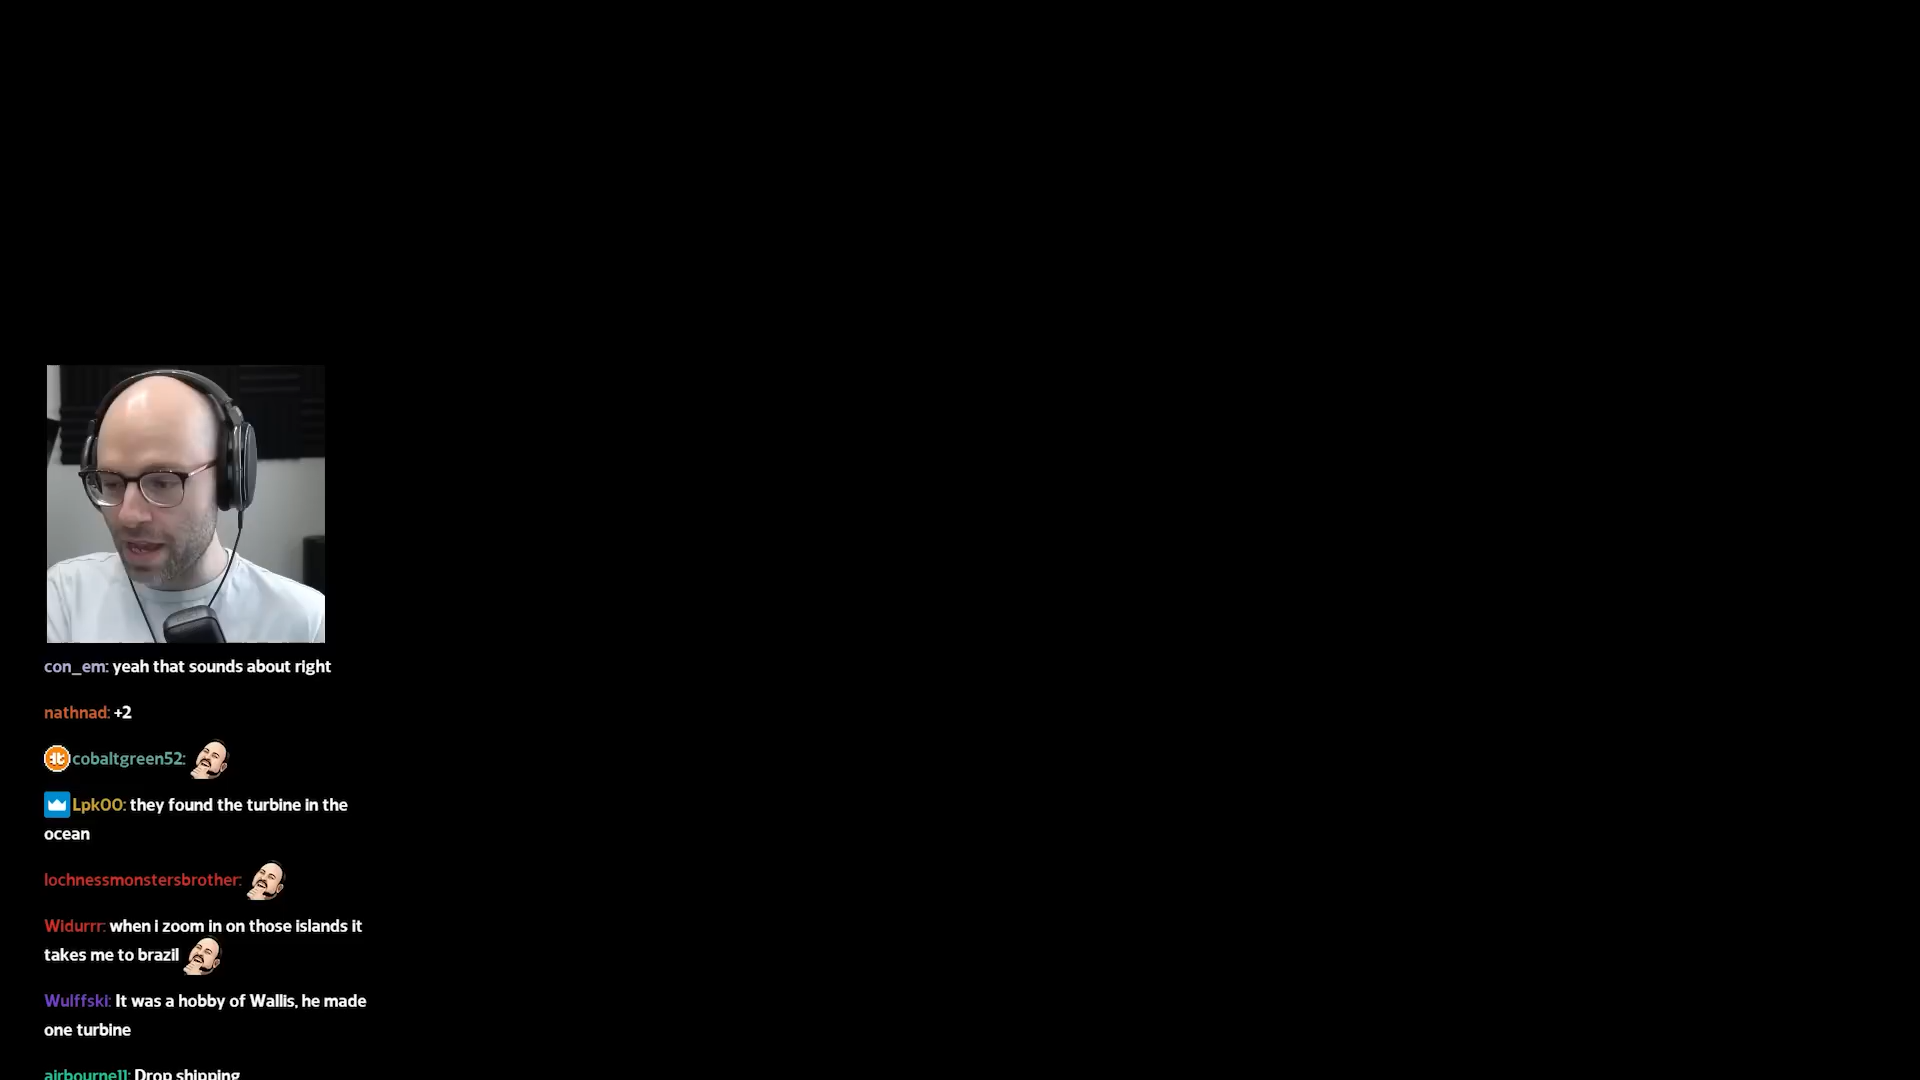 con_em: yeah that sounds about right
nathnad: +2
cobaltgreen52:
Lpk00: they found the turbine in the
ocean
lochnessmonstersbrother:
Widurrr: when i zoom in on those islands it
takes me to brazil
Wulffski: It was a hobby of Wallis, he made
one turbine
airbourne11: Drop shipping